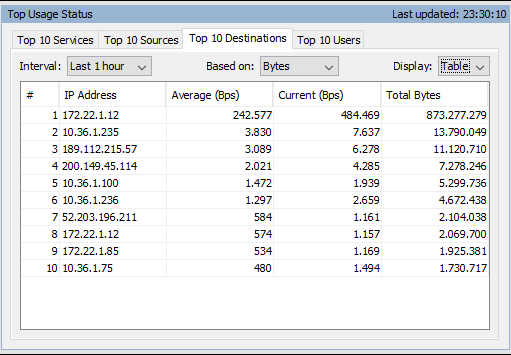 Top Usage Status Last updated: 23:30:10
Top 10 Services Top 10 Sources Top 10 Destinations Top 10 Users
Interval: Last 1 hour Based on: Bytes Display: Table
# IP Address Average (Bps) Current (Bps) Total Bytes
1 172.22.1.12 242.577 484.469 873.277.279
2 10.36.1.235 3.830 7.637 13.790.049
3 189.112.215.57 3.089 6.278 11.120.710
4 200.149.45.114 2.021 4.285 7.278.246
5 10.36.1.100 1.472 1.939 5.299.736
6 10.36.1.236 1.297 2.659 4.672.438
7 52.203.196.211 584 1.161 2.104.038
8 172.22.1.12 574 1.157 2.069.700
9 172.22.1.85 534 1.169 1.925.381
10 10.36.1.75 480 1.494 1.730.717